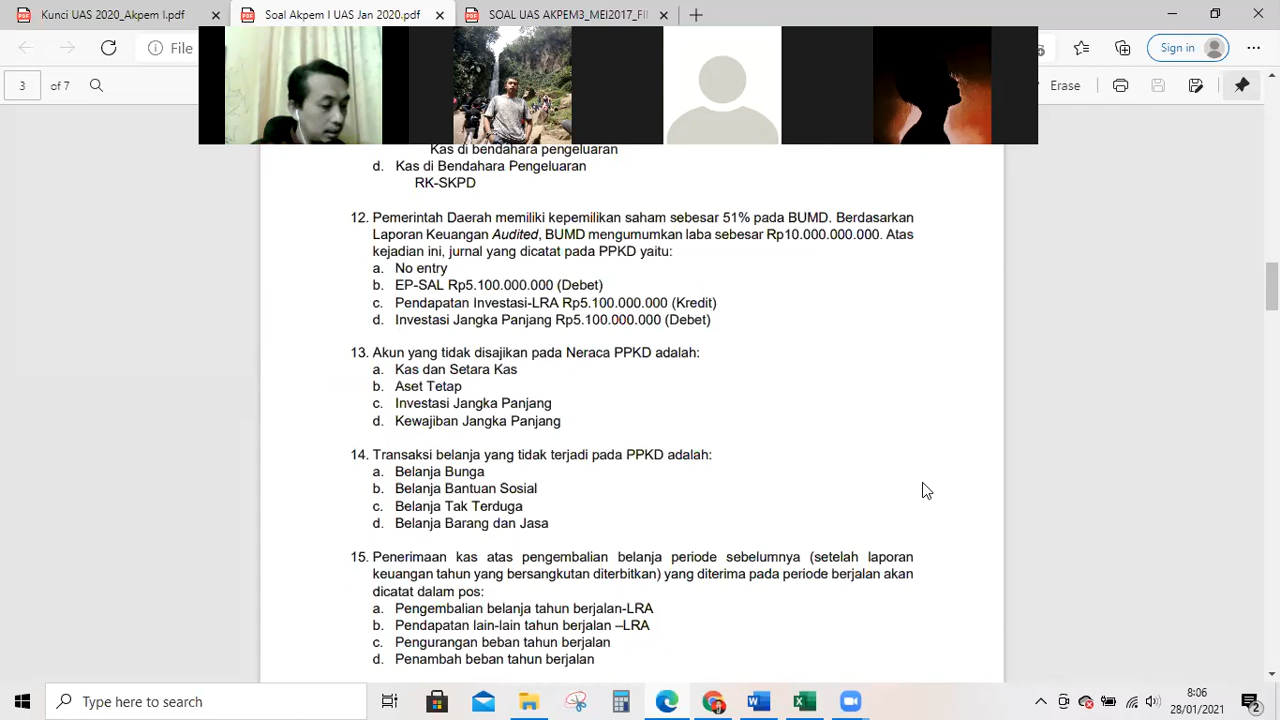 Kunci UAS 2020_Akpem I.pdf
Soal Akpem I UAS Jan 2020.pdf
SOAL UAS AKPEM3_MEI2017_FI
File
Sign in
3 of 7
Erase
Kas di bendahara pengeluaran
d. Kas di Bendahara Pengeluaran
RK-SKPD
12. Pemerintah Daerah memiliki kepemilikan saham sebesar 51% pada BUMD. Berdasarkan
Laporan Keuangan Audited, BUMD mengumumkan laba sebesar Rp10.000.000.000. Atas
kejadian ini, jurnal yang dicatat pada PPKD yaitu:
a. No entry
b. EP-SAL Rp5.100.000.000 (Debet)
c. Pendapatan Investasi-LRA Rp5.100.000.000 (Kredit)
d. Investasi Jangka Panjang Rp5.100.000.000 (Debet)
13. Akun yang tidak disajikan pada Neraca PPKD adalah:
a. Kas dan Setara Kas
b. Aset Tetap
c. Investasi Jangka Panjang
d. Kewajiban Jangka Panjang
14. Transaksi belanja yang tidak terjadi pada PPKD adalah:
a. Belanja Bunga
b. Belanja Bantuan Sosial
c. Belanja Tak Terduga
d. Belanja Barang dan Jasa
15. Penerimaan kas atas pengembalian belanja periode sebelumnya (setelah laporan
keuangan tahun yang bersangkutan diterbitkan) yang diterima pada periode berjalan akan
dicatat dalam pos:
a. Pengembalian belanja tahun berjalan-LRA
b. Pendapatan lain-lain tahun berjalan –LRA
c. Pengurangan beban tahun berjalan
d. Penambah beban tahun berjalan
Type here to search
8:06
28/01/2021
2